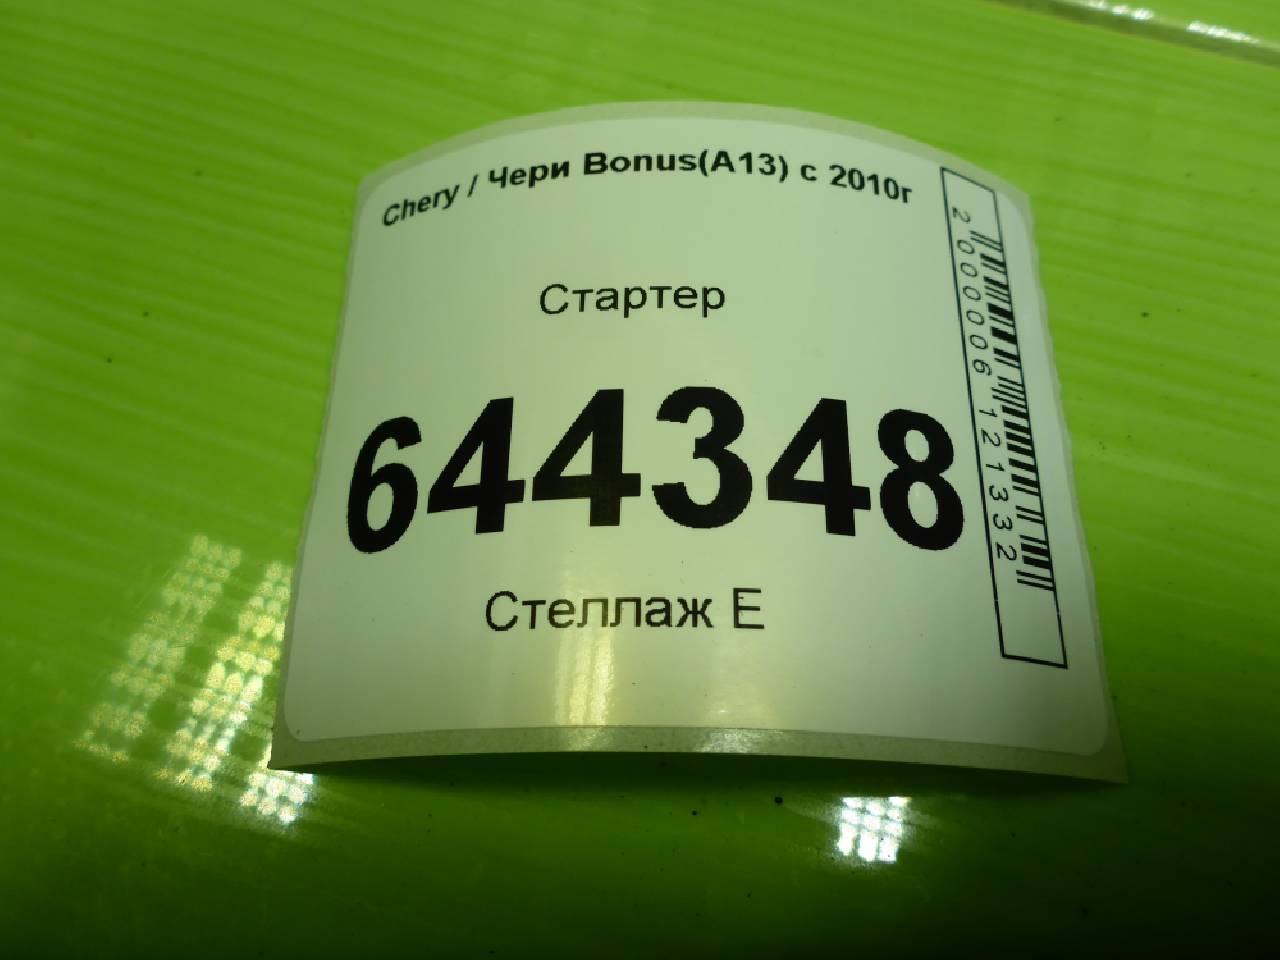 Chery / Чери Bonus(A13) с 2010г
Стартер
644348
Стеллаж Е
2000006121332